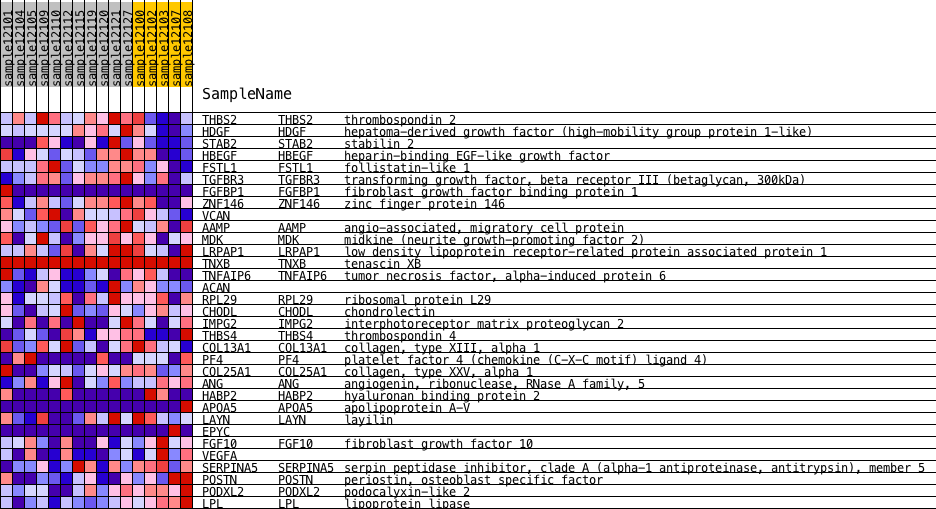 sample12101
sample12104
sample12105
sample12109
sample12110
sample12112
sample12115
sample12119
sample12120
sample12121
sample12127
sample12100
sample12102
sample12103
sample12107
sample12108
SampleName
THBS2 THBS2 thrombospondin 2
HDGF HDGF hepatoma-derived growth factor (high-mobility group protein 1-like)
STAB2 STAB2 stabilin 2
HBEGF HBEGF heparin-binding EGF-like growth factor
FSTL1 FSTL1 follistatin-like 1
TGFBR3 TGFBR3 transforming growth factor, beta receptor III (betaglycan, 300kDa)
FGFBP1 FGFBP1 fibroblast growth factor binding protein 1
ZNF146 ZNF146 zinc finger protein 146
VCAN
AAMP AAMP angio-associated, migratory cell protein
MDK MDK midkine (neurite growth-promoting factor 2)
LRPAP1 LRPAP1 low density lipoprotein receptor-related protein associated protein 1
TNXB TNXB tenascin XB
TNFAIP6 TNFAIP6 tumor necrosis factor, alpha-induced protein 6
ACAN
RPL29 RPL29 ribosomal protein L29
CHODL CHODL chondrolectin
IMPG2 IMPG2 interphotoreceptor matrix proteoglycan 2
THBS4 THBS4 thrombospondin 4
COL13A1 COL13A1 collagen, type XIII, alpha 1
PF4 PF4 platelet factor 4 (chemokine (C-X-C motif) ligand 4)
COL25A1 COL25A1 collagen, type XXV, alpha 1
ANG ANG angiogenin, ribonuclease, RNase A family, 5
HABP2 HABP2 hyaluronan binding protein 2
APOA5 APOA5 apolipoprotein A-V
LAYN LAYN layilin
EPYC
FGF10 FGF10 fibroblast growth factor 10
VEGFA
SERPINA5 SERPINA5 serpin peptidase inhibitor, clade A (alpha-1 antiproteinase, antitrypsin), member 5
POSTN POSTN periostin, osteoblast specific factor
PODXL2 PODXL2 podocalyxin-like 2
LPL LPL lipoprotein lipase